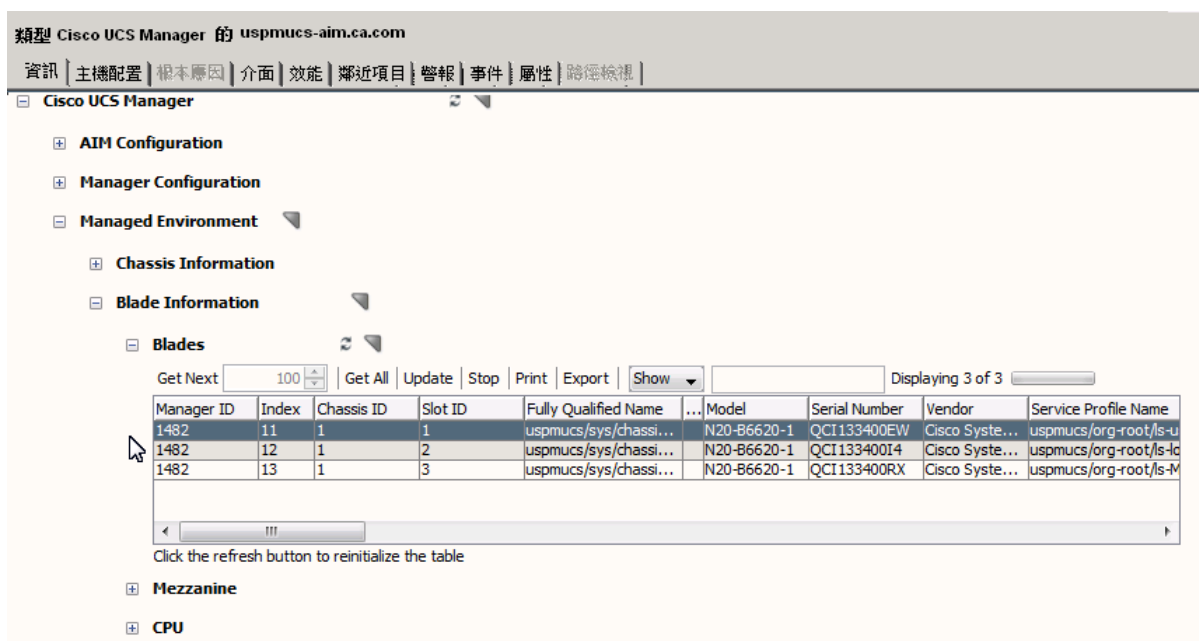 類型 Cisco UCS Manager 的 uspmucs-aim.ca.com
資訊 主機配置 根本原因 介面 效能 鄰近項目 警報 事件 屬性 路徑檢視
Cisco UCS Manager
AIM Configuration
Manager Configuration
Managed Environment
Chassis Information
Blade Information
Blades
Get Next 100 Get All Update Stop Print Export Show Displaying 3 of 3
Manager ID Index Chassis ID Slot ID Fully Qualified Name ... Model Serial Number Vendor Service Profile Name
1482 11 1 1 uspmucs/sys/chassi... N20-B6620-1 QCI133400EW Cisco Syste... uspmucs/org-root/ls-u
1482 12 1 2 uspmucs/sys/chassi... N20-B6620-1 QCI133400I4 Cisco Syste... uspmucs/org-root/ls-lo
1482 13 1 3 uspmucs/sys/chassi... N20-B6620-1 QCI133400RX Cisco Syste... uspmucs/org-root/ls-M
Click the refresh button to reinitialize the table
Mezzanine
CPU